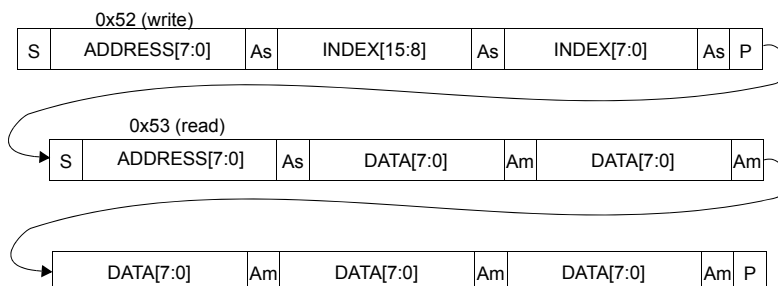 0x52 (write)
S ADDRESS[7:0] As INDEX[15:8] As INDEX[7:0] As P
0x53 (read)
S ADDRESS[7:0] As DATA[7:0] Am DATA[7:0] Am
DATA[7:0] Am DATA[7:0] Am DATA[7:0] Am P